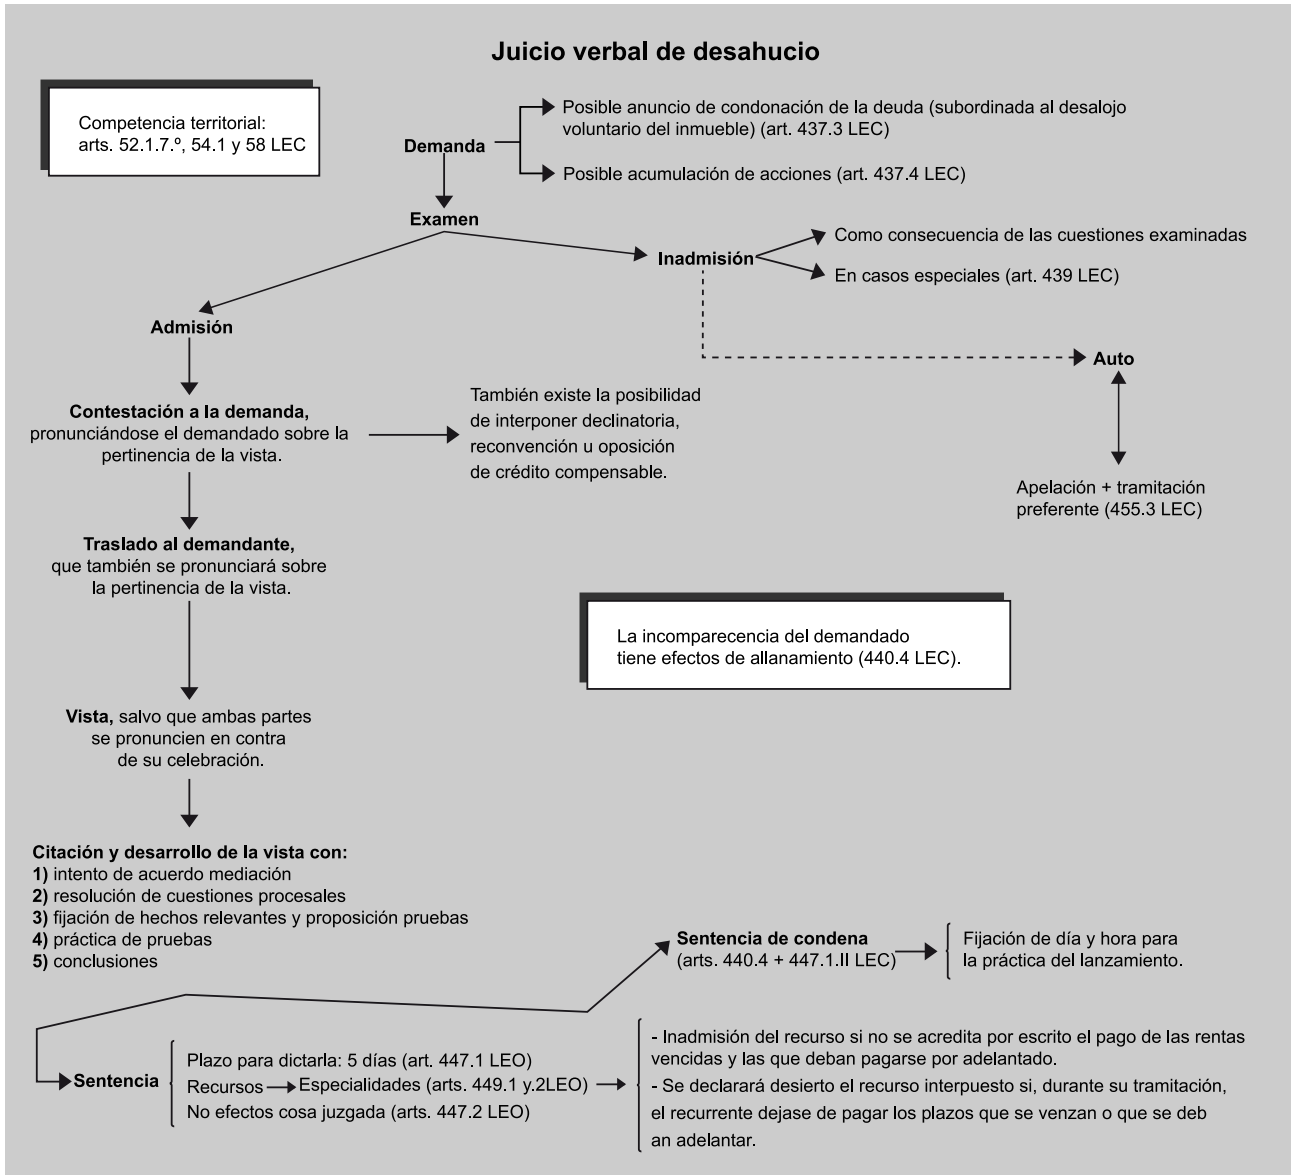 Juicio verbal de desahucio
Competencia territorial:
arts. 52.1.7.º, 54.1 y 58 LEC
Demanda
Posible anuncio de condonación de la deuda (subordinada al desalojo
voluntario del inmueble) (art. 437.3 LEC)
Posible acumulación de acciones (art. 437.4 LEC)
Examen
Inadmisión
Como consecuencia de las cuestiones examinadas
En casos especiales (art. 439 LEC)
Admisión
Auto
Contestación a la demanda,
pronunciándose el demandado sobre la
pertinencia de la vista.
También existe la posibilidad
de interponer declinatoria,
reconvención u oposición
de crédito compensable.
Apelación + tramitación
preferente (455.3 LEC)
Traslado al demandante,
que también se pronunciará sobre
la pertinencia de la vista.
La incomparecencia del demandado
tiene efectos de allanamiento (440.4 LEC).
Vista, salvo que ambas partes
se pronuncien en contra
de su celebración.
Citación y desarrollo de la vista con:
1) intento de acuerdo mediación
2) resolución de cuestiones procesales
3) fijación de hechos relevantes y proposición pruebas
4) práctica de pruebas
5) conclusiones
Sentencia de condena
(arts. 440.4 + 447.1.II LEC)
Fijación de día y hora para
la práctica del lanzamiento.
Sentencia
Plazo para dictarla: 5 días (art. 447.1 LEO)
Recursos Especialidades (arts. 449.1 y.2LEO)
No efectos cosa juzgada (arts. 447.2 LEO)
- Inadmisión del recurso si no se acredita por escrito el pago de las rentas
vencidas y las que deban pagarse por adelantado.
- Se declarará desierto el recurso interpuesto si, durante su tramitación,
el recurrente dejase de pagar los plazos que se venzan o que se deb
an adelantar.